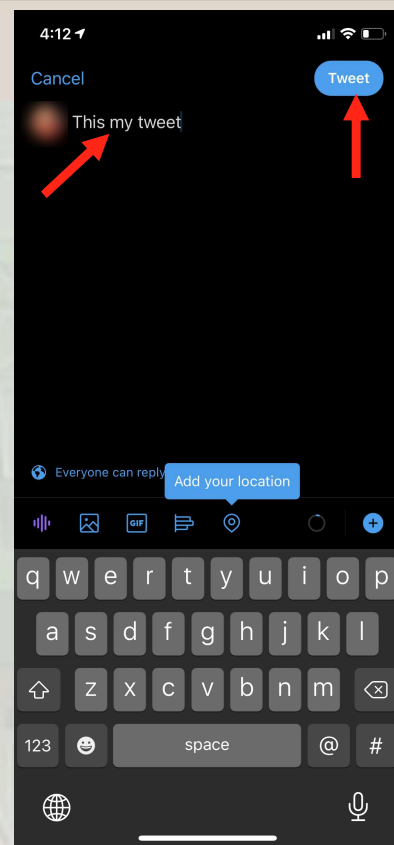 4:12
Cancel
Tweet
This my tweet
Everyone can reply
Add your location
GIF
q w e r t y u i o p
a s d f g h j k l
z x c v b n m
123
space
@ #